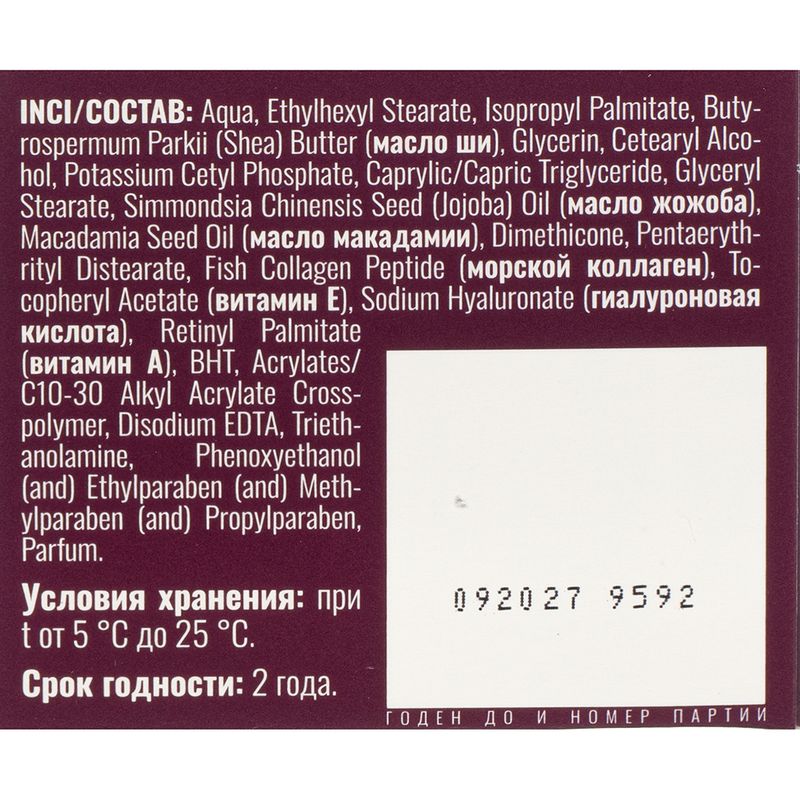 INCI/СОСТАВ: Aqua, Ethylhexyl Stearate, Isopropyl Palmitate, Buty-
rospermum Parkii (Shea) Butter (масло ши), Glycerin, Cetearyl Alco-
hol, Potassium Cetyl Phosphate, Caprylic/Capric Triglyceride, Glyceryl
Stearate, Simmondsia Chinensis Seed (Jojoba) Oil (масло жожоба),
Macadamia Seed Oil (масло макадамии), Dimethicone, Pentaeryth-
rityl Distearate, Fish Collagen Peptide (морской коллаген), To-
copheryl Acetate (витамин Е), Sodium Hyaluronate (гиалуроновая
кислота), Retinyl Palmitate
(витамин А), BHT, Acrylates/
C10-30 Alkyl Acrylate Cross-
polymer, Disodium EDTA, Trieth-
anolamine, Phenoxyethanol
(and) Ethylparaben (and) Meth-
ylparaben (and) Propylparaben,
Parfum.
Условия хранения: при
t от 5 °C до 25 °C.
Срок годности: 2 года.
092027 9592
ГОДЕН ДО И НОМЕР ПАРТИИ